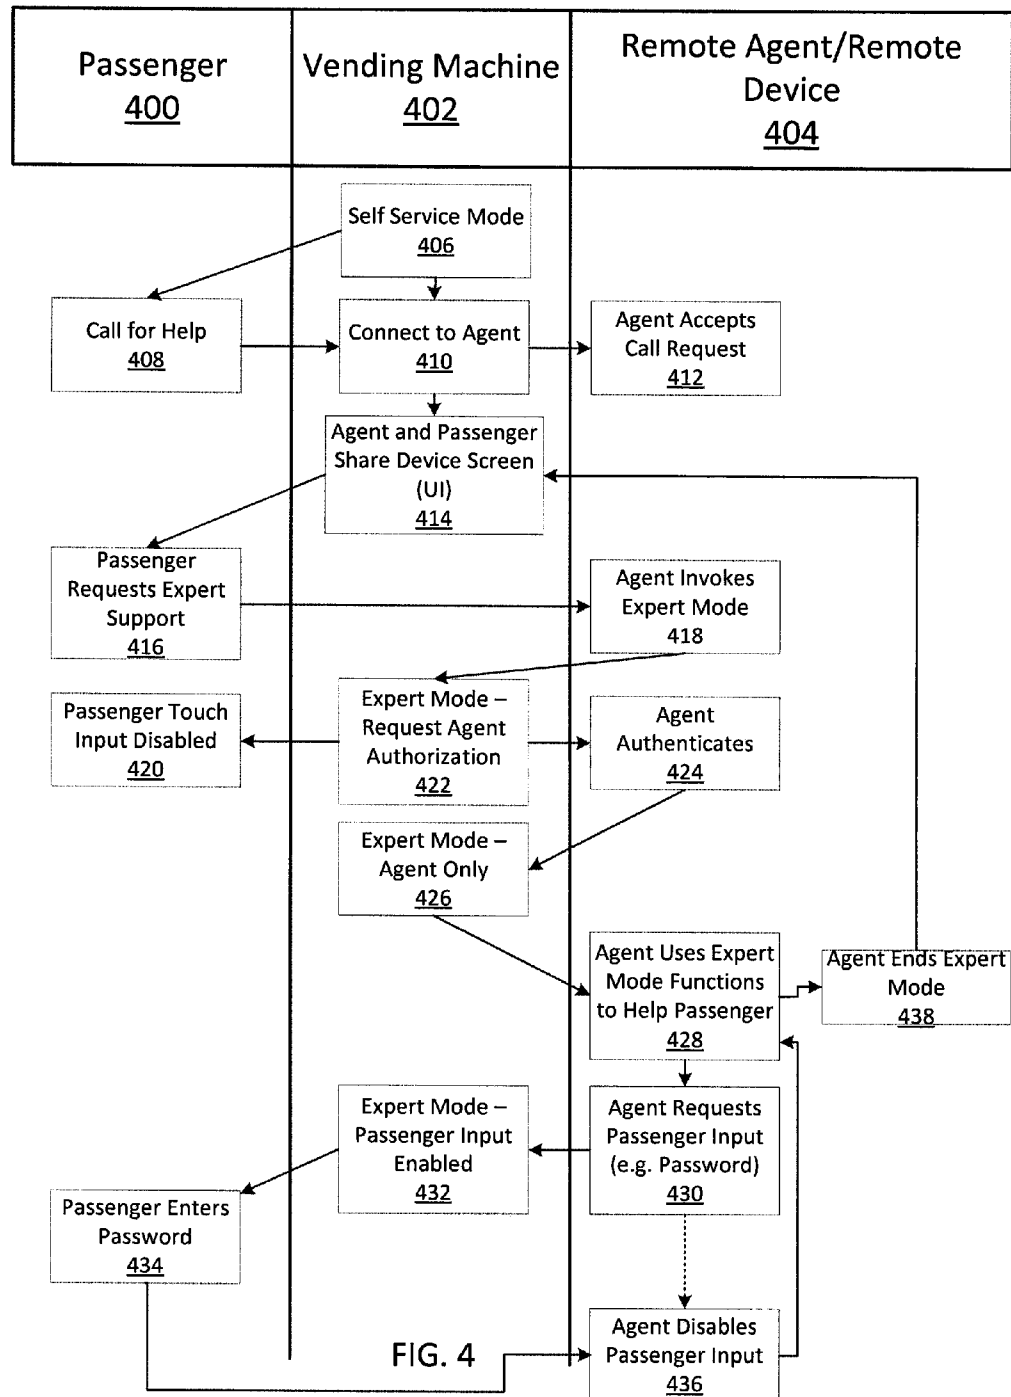 Passenger
400
Vending Machine
402
Remote Agent/Remote
Device
404
Self Service Mode
406
Call for Help
408
Connect to Agent
410
Agent Accepts
Call Request
412
Agent and Passenger
Share Device Screen
(UI)
414
Passenger
Requests Expert
Support
416
Agent Invokes
Expert Mode
418
Passenger Touch
Input Disabled
420
Expert Mode –
Request Agent
Authorization
422
Agent
Authenticates
424
Expert Mode –
Agent Only
426
Agent Uses Expert
Mode Functions
to Help Passenger
428
Agent Ends Expert
Mode
438
Expert Mode –
Passenger Input
Enabled
432
Agent Requests
Passenger Input
(e.g. Password)
430
Passenger Enters
Password
434
Agent Disables
Passenger Input
436
FIG. 4